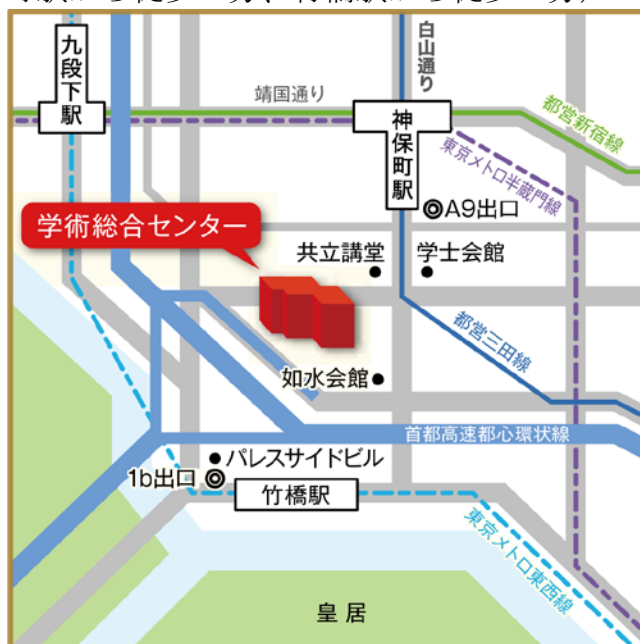 九段下駅
白山通り
靖国通り
神保町駅
都営新宿線
東京メトロ半蔵門線
A9出口
学術総合センター
共立講堂
学士会館
都営三田線
如水会館
首都高速都心環状線
パレスサイドビル
1b出口
竹橋駅
東京メトロ東西線
皇居